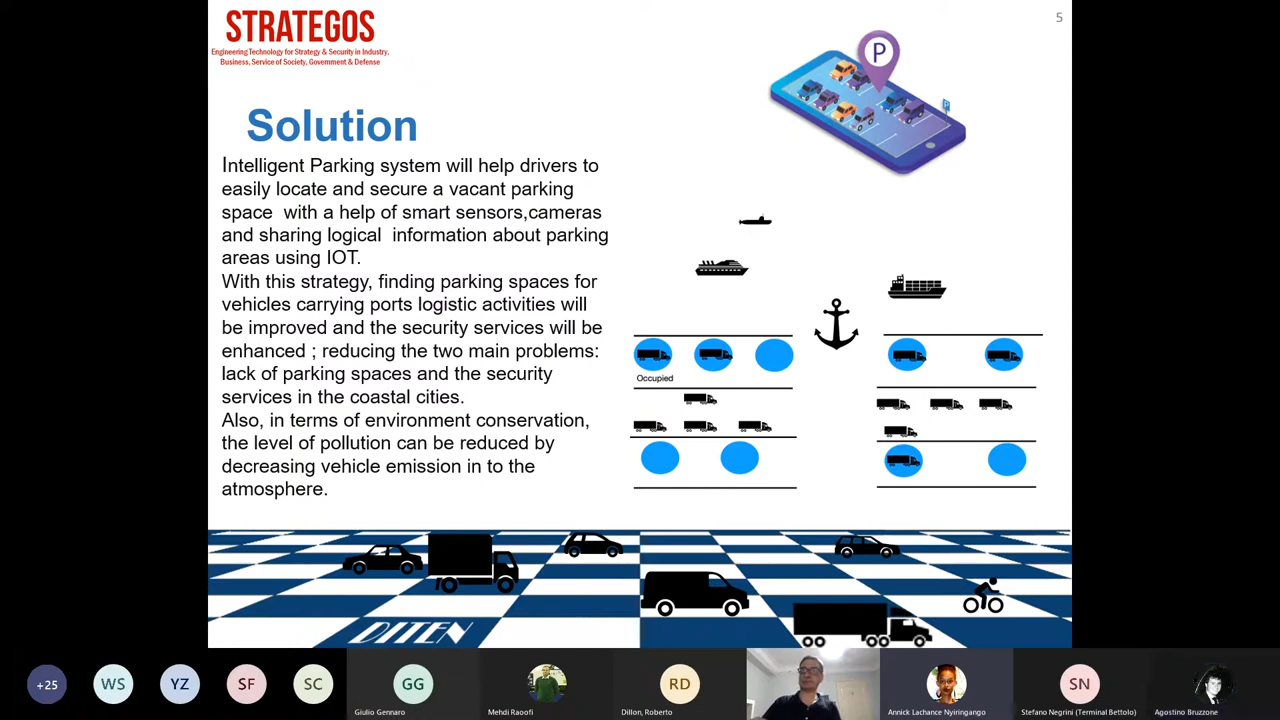 STRATEGOS
Engineering Technology for Strategy & Security in Industry,
Business, Service of Society, Government & Defense
5
P
Solution
Intelligent Parking system will help drivers to
easily locate and secure a vacant parking
space with a help of smart sensors,cameras
and sharing logical information about parking
areas using IOT.
With this strategy, finding parking spaces for
vehicles carrying ports logistic activities will
be improved and the security services will be
enhanced ; reducing the two main problems:
lack of parking spaces and the security
services in the coastal cities.
Also, in terms of environment conservation,
the level of pollution can be reduced by
decreasing vehicle emission in to the
atmosphere.
Occupied
DITEN
+25
WS
YZ
SF
SC
GG
Giulio Gennaro
Mehdi Raoofi
RD
Dillon, Roberto
Annick Lachance Nyiringango
SN
Stefano Negrini (Terminal Bettolo)
Agostino Bruzzone